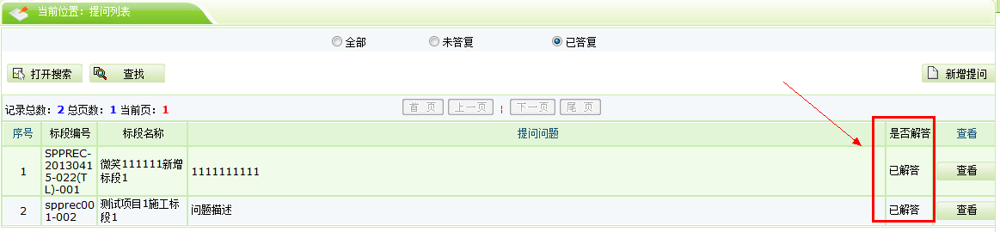 当前位置：提问列表
全部 未答复 已答复
打开搜索 查找 新增提问
记录总数：2 总页数：1 当前页：1 首 页 上一页 ¦ 下一页 尾 页
序号 标段编号 标段名称 提问问题 是否解答 查看
1 SPPREC-20130415-022(TL)-001 微笑111111新增标段1 1111111111 已解答 查看
2 spprec001-002 测试项目1施工标段1 问题描述 已解答 查看